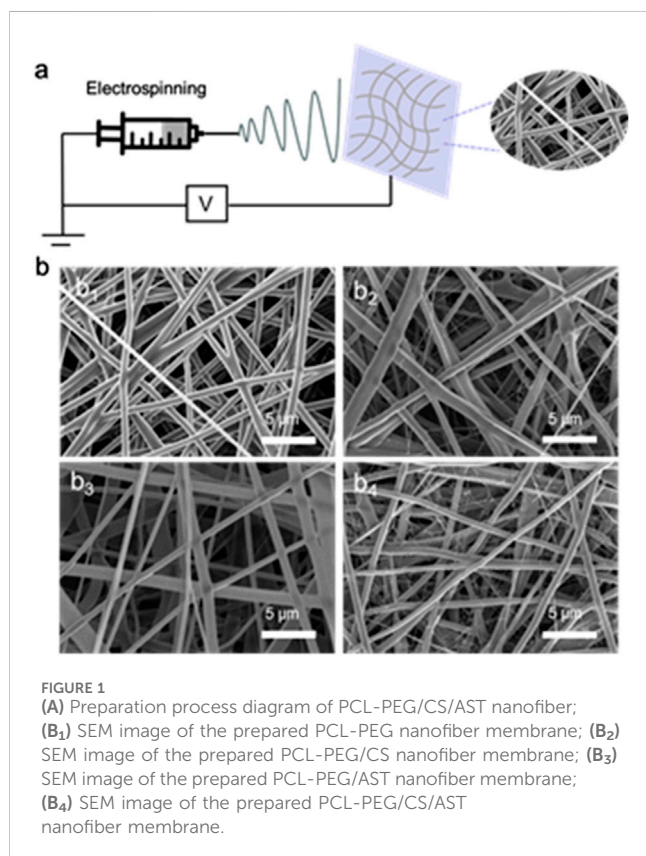 a
Electrospinning
V
b
b₁
b₂
5 μm
5 μm
b₃
b₄
5 μm
5 μm
FIGURE 1
(A) Preparation process diagram of PCL-PEG/CS/AST nanofiber;
(B₁) SEM image of the prepared PCL-PEG nanofiber membrane; (B₂)
SEM image of the prepared PCL-PEG/CS nanofiber membrane; (B₃)
SEM image of the prepared PCL-PEG/AST nanofiber membrane;
(B₄) SEM image of the prepared PCL-PEG/CS/AST
nanofiber membrane.